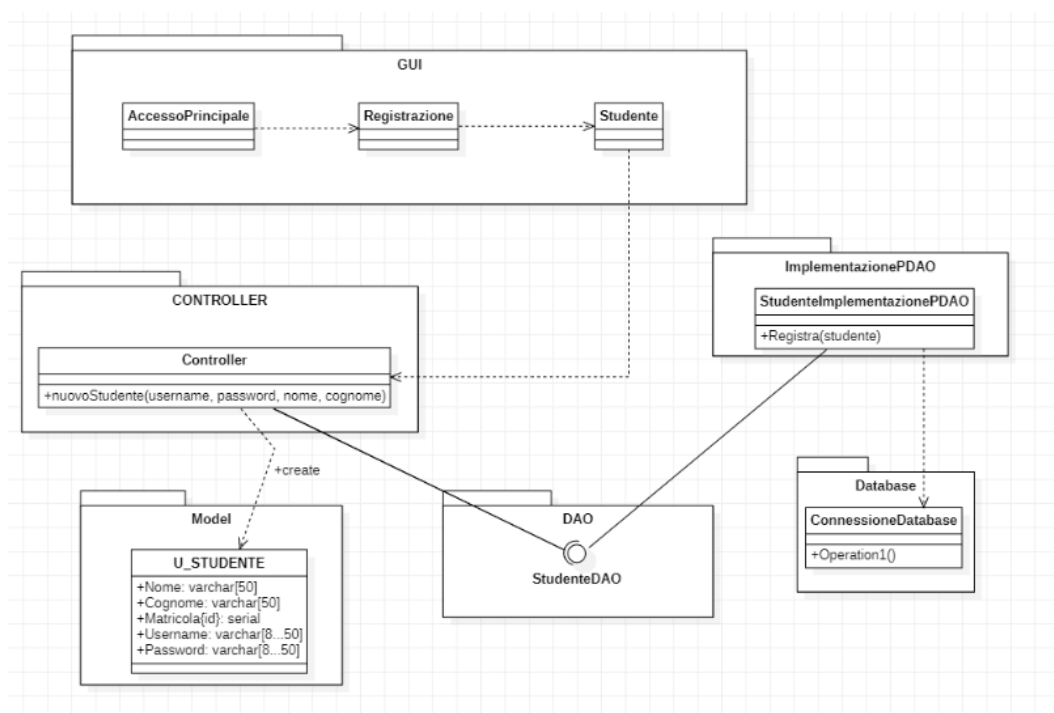 GUI
AccessoPrincipale
Registrazione
Studente
ImplementazionePDAO
StudenteImplementazionePDAO
+Registra(studente)
CONTROLLER
Controller
+nuovoStudente(username, password, nome, cognome)
+create
Model
U_STUDENTE
+Nome: varchar[50]
+Cognome: varchar[50]
+Matricola{id}: serial
+Username: varchar[8...50]
+Password: varchar[8...50]
DAO
StudenteDAO
Database
ConnessioneDatabase
+Operation1()